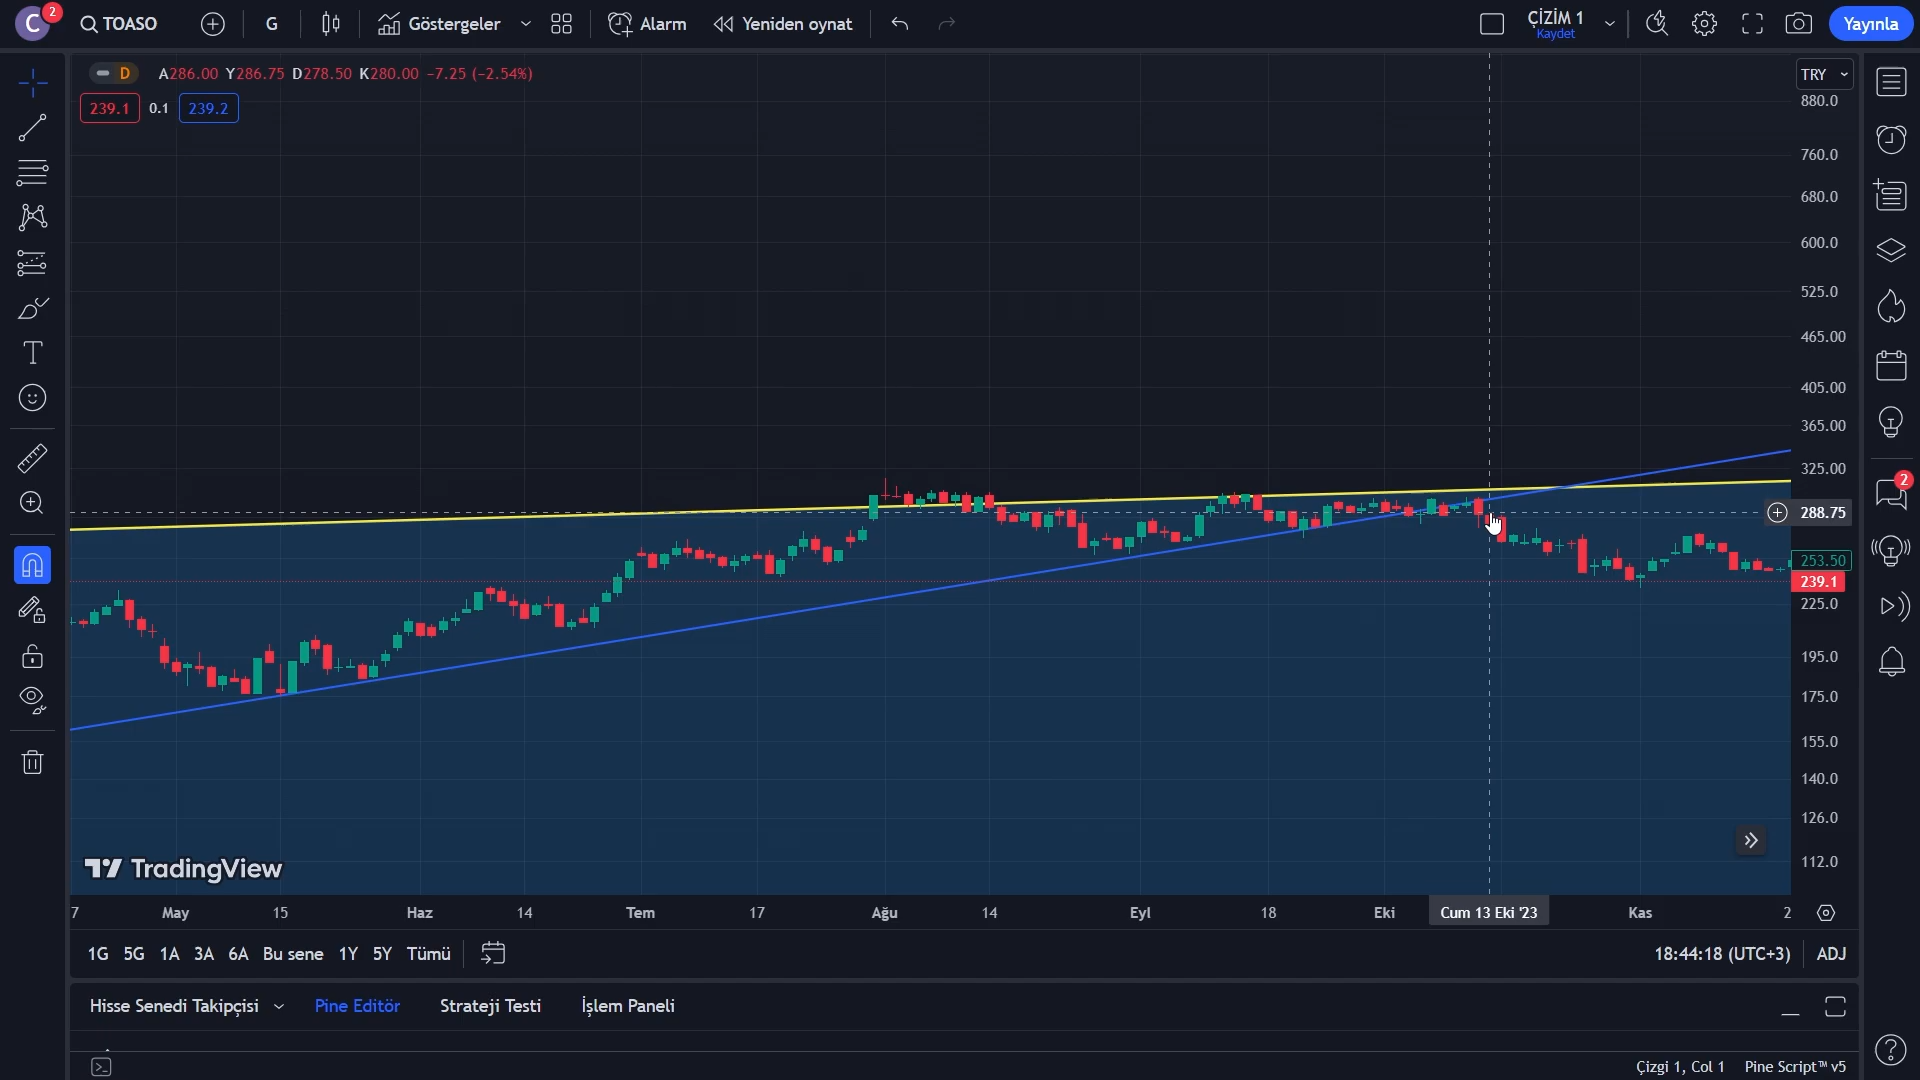 C 2 TOASO G Göstergeler Alarm Yeniden oynat ÇİZİM 1 Yayınla
Kaydet
D A286.00 Y286.75 D278.50 K280.00 -7.25 (-2.54%) TRY
239.1 0.1 239.2
880.0
760.0
680.0
600.0
525.0
465.00
405.00
365.00
325.00
2
288.75
253.50
239.1
225.0
195.0
175.0
155.0
140.0
126.0
112.0
TradingView
7 May 15 Haz 14 Tem 17 Ağu 14 Eyl 18 Eki Cum 13 Eki '23 Kas 2
1G 5G 1A 3A 6A Bu sene 1Y 5Y Tümü 18:44:18 (UTC+3) ADJ
Hisse Senedi Takipçisi Pine Editör Strateji Testi İşlem Paneli
Çizgi 1, Col 1 Pine Script™ v5